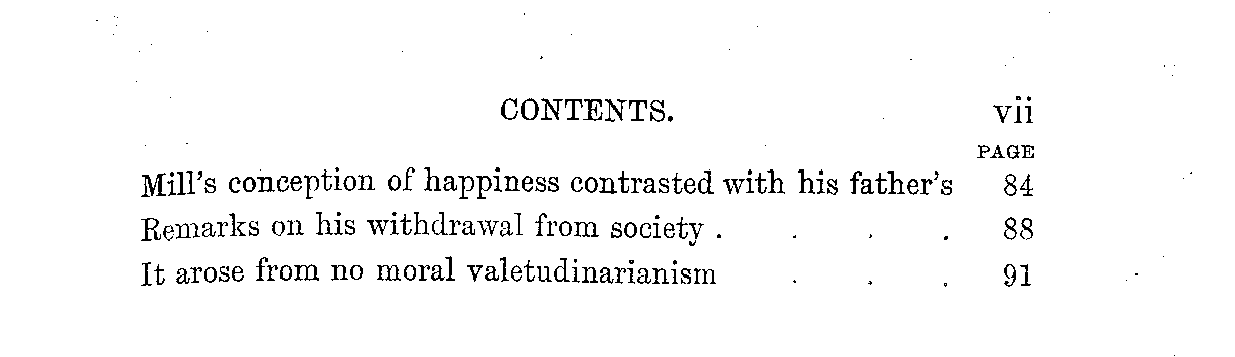 CONTENTS. vii
PAGE
Mill's conception of happiness contrasted with his father's 84
Remarks on his withdrawal from society . . . . 88
It arose from no moral valetudinarianism . . . 91